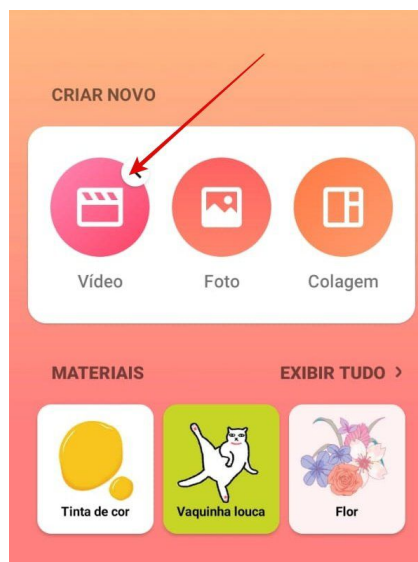 CRIAR NOVO
Vídeo Foto Colagem
MATERIAIS EXIBIR TUDO >
Tinta de cor Vaquinha louca Flor